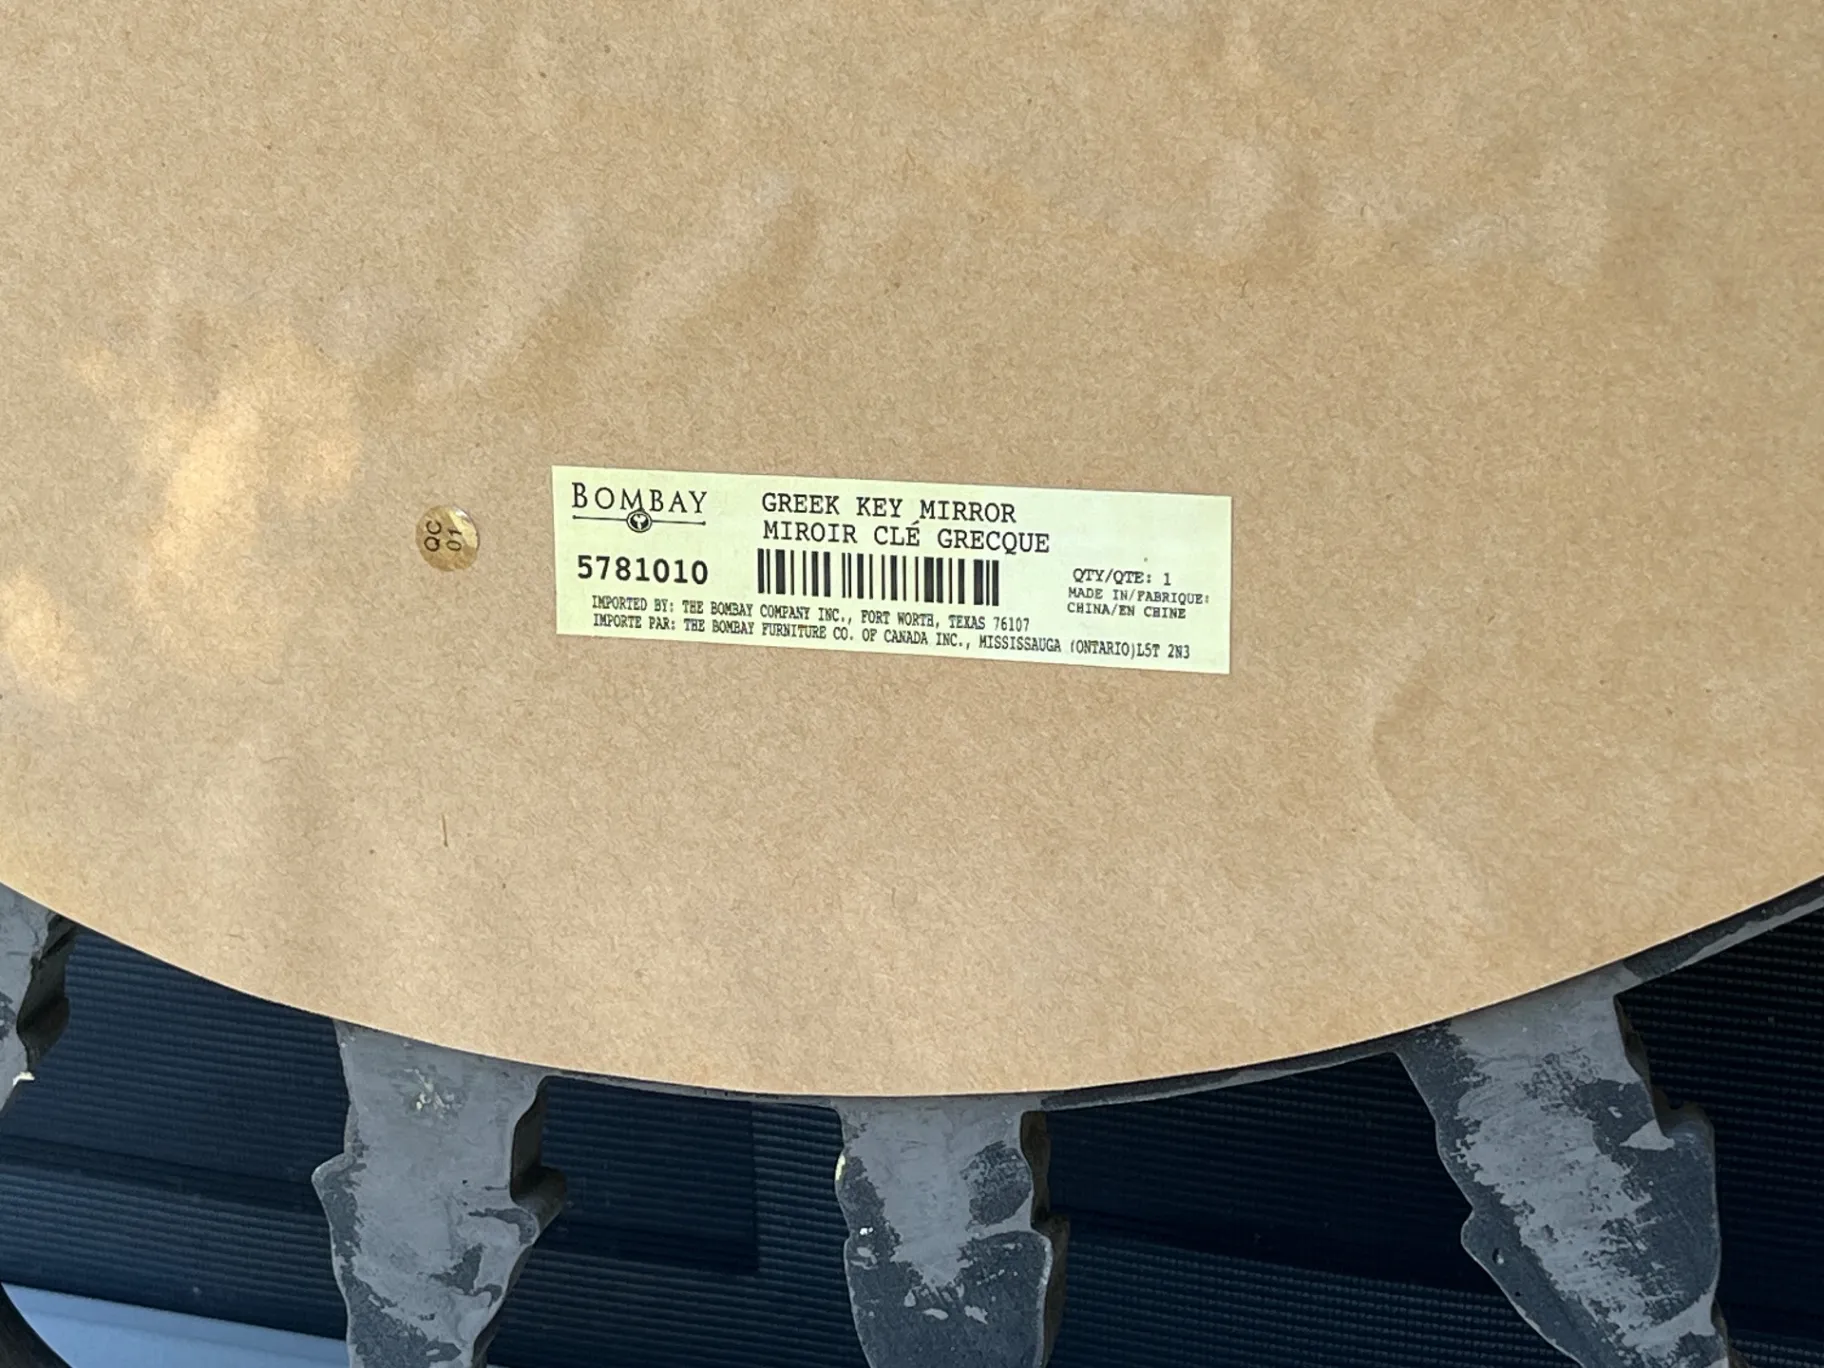 QC
01
BOMBAY
5781010
GREEK KEY MIRROR
MIROIR CLÉ GRECQUE
QTY/QTE: 1
MADE IN/FABRIQUE:
CHINA/EN CHINE
IMPORTED BY: THE BOMBAY COMPANY INC., FORT WORTH, TEXAS 76107
IMPORTE PAR: THE BOMBAY FURNITURE CO. OF CANADA INC., MISSISSAUGA (ONTARIO)L5T 2N3